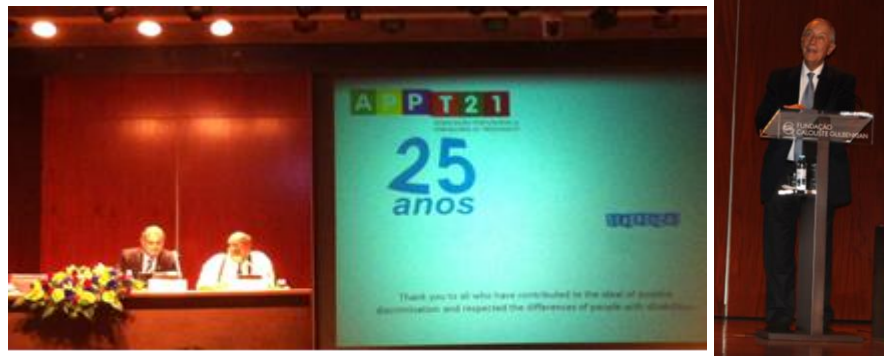 APPT21
25
anos
Thank you to all who have contributed to the ideal of positive
discrimination and respected the differences of people with
FUNDAÇÃO
CALOUSTE GULBENKIAN